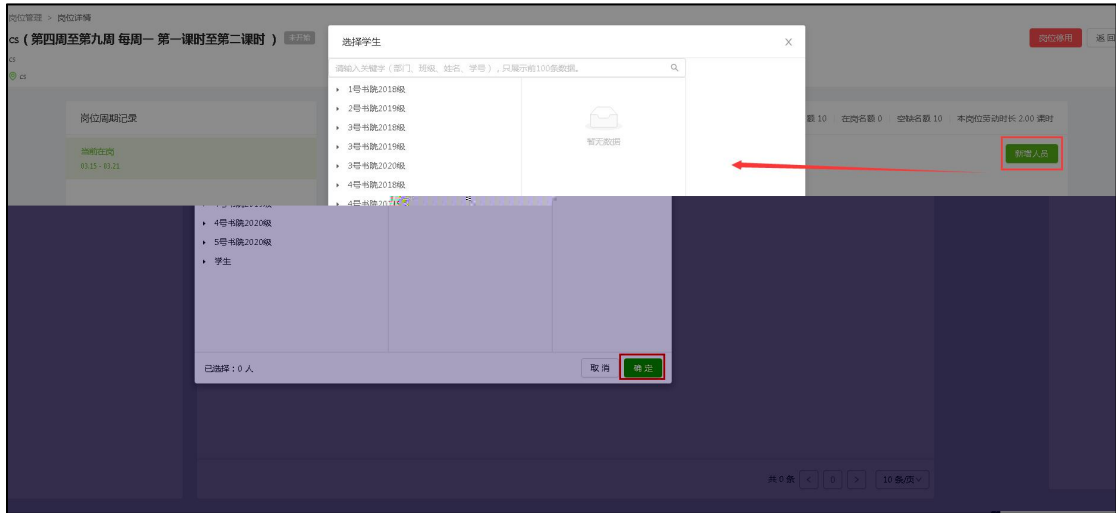 岗位管理 > 岗位详情
cs ( 第四周至第九周 每周一 第一课时至第二课时 ) 未开始
岗位停用 返回
cs
cs
选择学生 X
请输入关键字（部门、班级、姓名、学号），只展示前100条数据。
岗位周期记录
当前在岗
03.15 - 03.21
额 10 在岗名额 0 空缺名额 10 本岗位劳动时长 2.00 课时
新增人员
1号书院2018级
2号书院2019级
3号书院2018级
3号书院2019级
3号书院2020级
4号书院2018级
暂无数据
4号书院2020级
5号书院2020级
学生
已选择：0 人
取 消 确 定
共 0 条 < 0 > 10 条/页